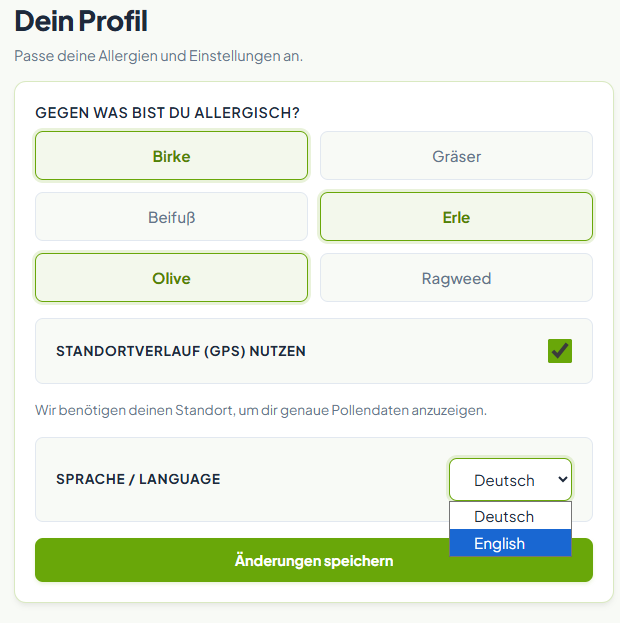 Dein Profil
Passe deine Allergien und Einstellungen an.
GEGEN WAS BIST DU ALLERGISCH?
Birke
Gräser
Beifuß
Erle
Olive
Ragweed
STANDORTVERLAUF (GPS) NUTZEN
Wir benötigen deinen Standort, um dir genaue Pollendaten anzuzeigen.
SPRACHE / LANGUAGE
Deutsch
Deutsch
English
Änderungen speichern